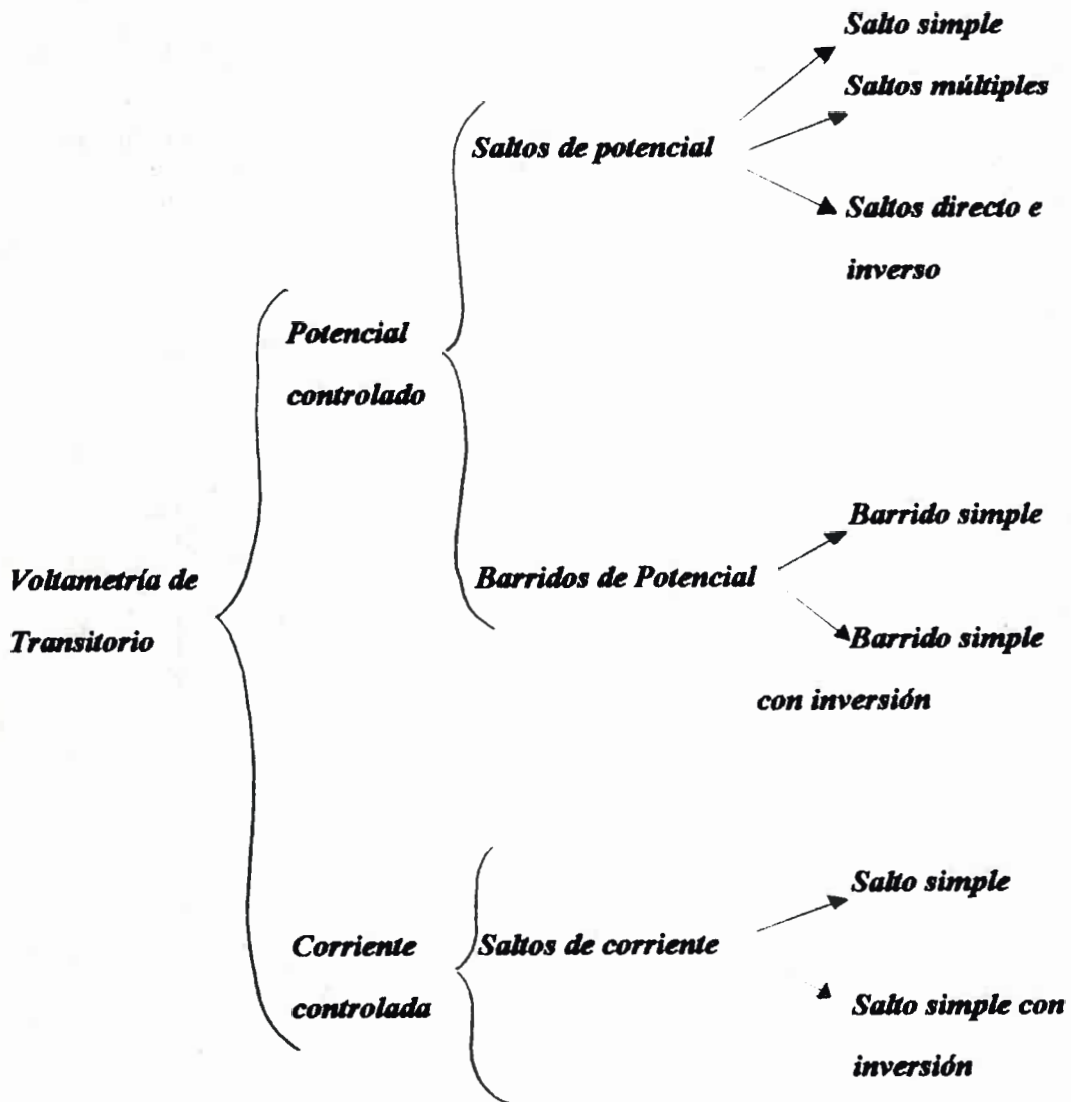 Salto simple
Saltos múltiples
Saltos de potencial
Saltos directo e
inverso
Potencial
controlado
Barrido simple
Barridos de Potencial
Voltametría de
Transitorio
Barrido simple
con inversión
Salto simple
Corriente
controlada
Saltos de corriente
Salto simple con
inversión